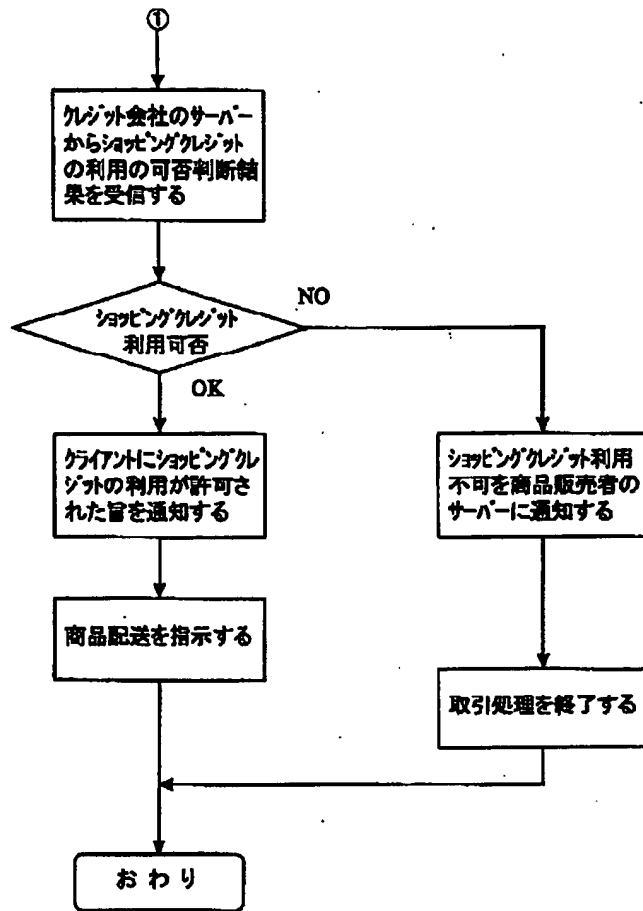 ①
クレジット会社のサーバー
からショッピングクレジット
の利用の可否判断結
果を受信する
ショッピングクレジット
利用可否
NO
OK
クライアントにショッピングクレ
ジットの利用が許可さ
れた旨を通知する
ショッピングクレジット利用
不可を商品販売者の
サーバーに通知する
商品配送を指示する
取引処理を終了する
おわり